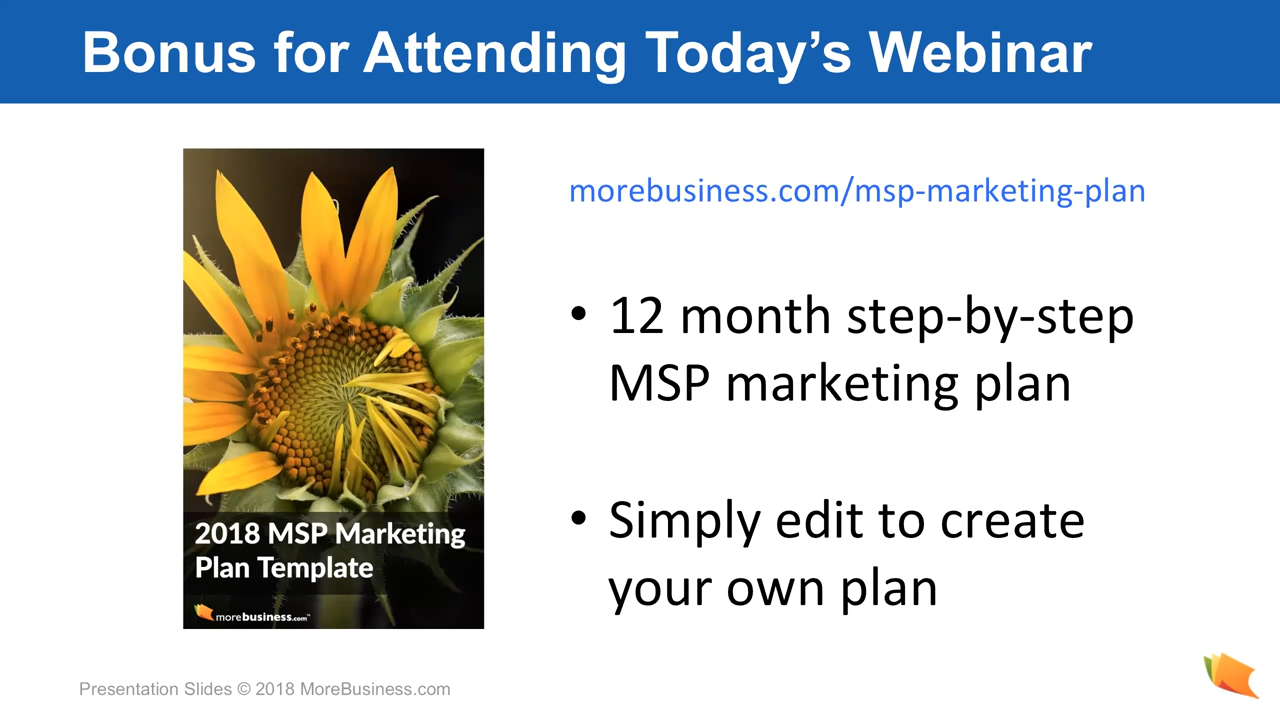 Bonus for Attending Today’s Webinar
morebusiness.com/msp-marketing-plan
• 12 month step-by-step
MSP marketing plan
• Simply edit to create
your own plan
2018 MSP Marketing
Plan Template
morebusiness.com™
Presentation Slides © 2018 MoreBusiness.com